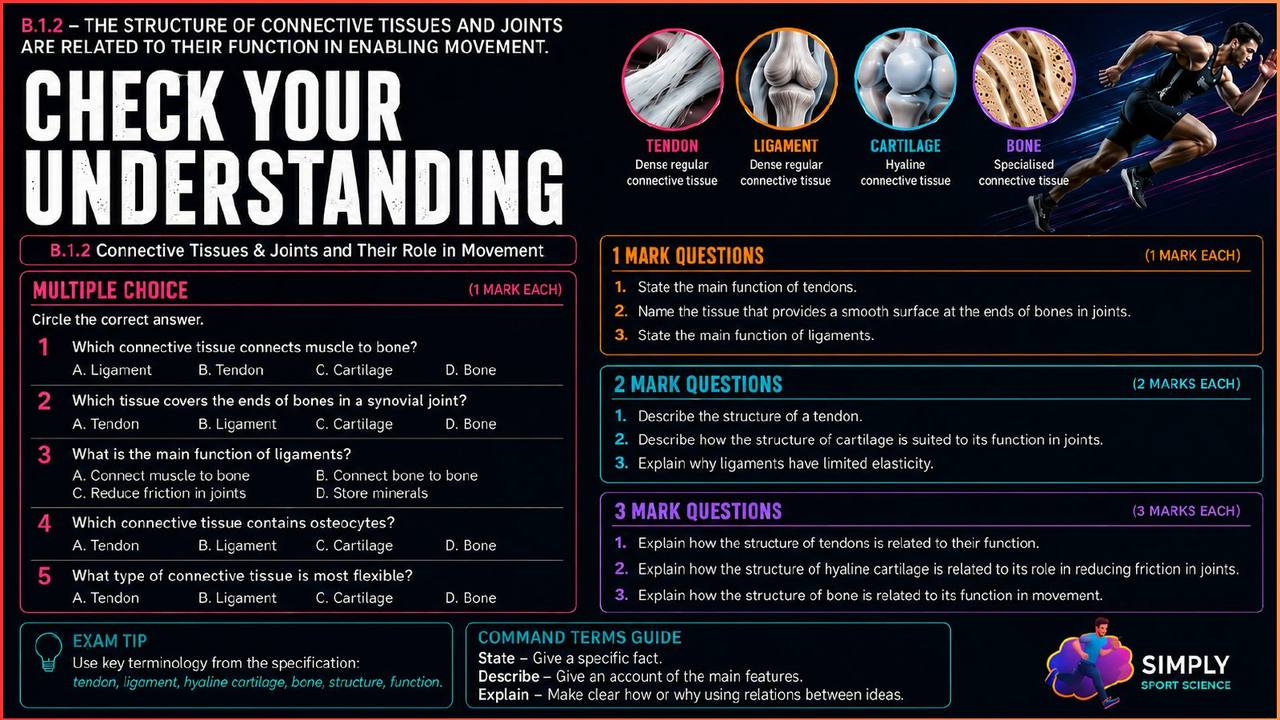 B.1.2 – THE STRUCTURE OF CONNECTIVE TISSUES AND JOINTS
ARE RELATED TO THEIR FUNCTION IN ENABLING MOVEMENT.
CHECK YOUR
UNDERSTANDING
TENDON
Dense regular
connective tissue
LIGAMENT
Dense regular
connective tissue
CARTILAGE
Hyaline
connective tissue
BONE
Specialised
connective tissue
B.1.2 Connective Tissues & Joints and Their Role in Movement
MULTIPLE CHOICE (1 MARK EACH)
Circle the correct answer.
1 Which connective tissue connects muscle to bone?
A. Ligament B. Tendon C. Cartilage D. Bone
2 Which tissue covers the ends of bones in a synovial joint?
A. Tendon B. Ligament C. Cartilage D. Bone
3 What is the main function of ligaments?
A. Connect muscle to bone B. Connect bone to bone
C. Reduce friction in joints D. Store minerals
4 Which connective tissue contains osteocytes?
A. Tendon B. Ligament C. Cartilage D. Bone
5 What type of connective tissue is most flexible?
A. Tendon B. Ligament C. Cartilage D. Bone
1 MARK QUESTIONS (1 MARK EACH)
1. State the main function of tendons.
2. Name the tissue that provides a smooth surface at the ends of bones in joints.
3. State the main function of ligaments.
2 MARK QUESTIONS (2 MARKS EACH)
1. Describe the structure of a tendon.
2. Describe how the structure of cartilage is suited to its function in joints.
3. Explain why ligaments have limited elasticity.
3 MARK QUESTIONS (3 MARKS EACH)
1. Explain how the structure of tendons is related to their function.
2. Explain how the structure of hyaline cartilage is related to its role in reducing friction in joints.
3. Explain how the structure of bone is related to its function in movement.
EXAM TIP
Use key terminology from the specification:
tendon, ligament, hyaline cartilage, bone, structure, function.
COMMAND TERMS GUIDE
State – Give a specific fact.
Describe – Give an account of the main features.
Explain – Make clear how or why using relations between ideas.
SIMPLY
SPORT SCIENCE